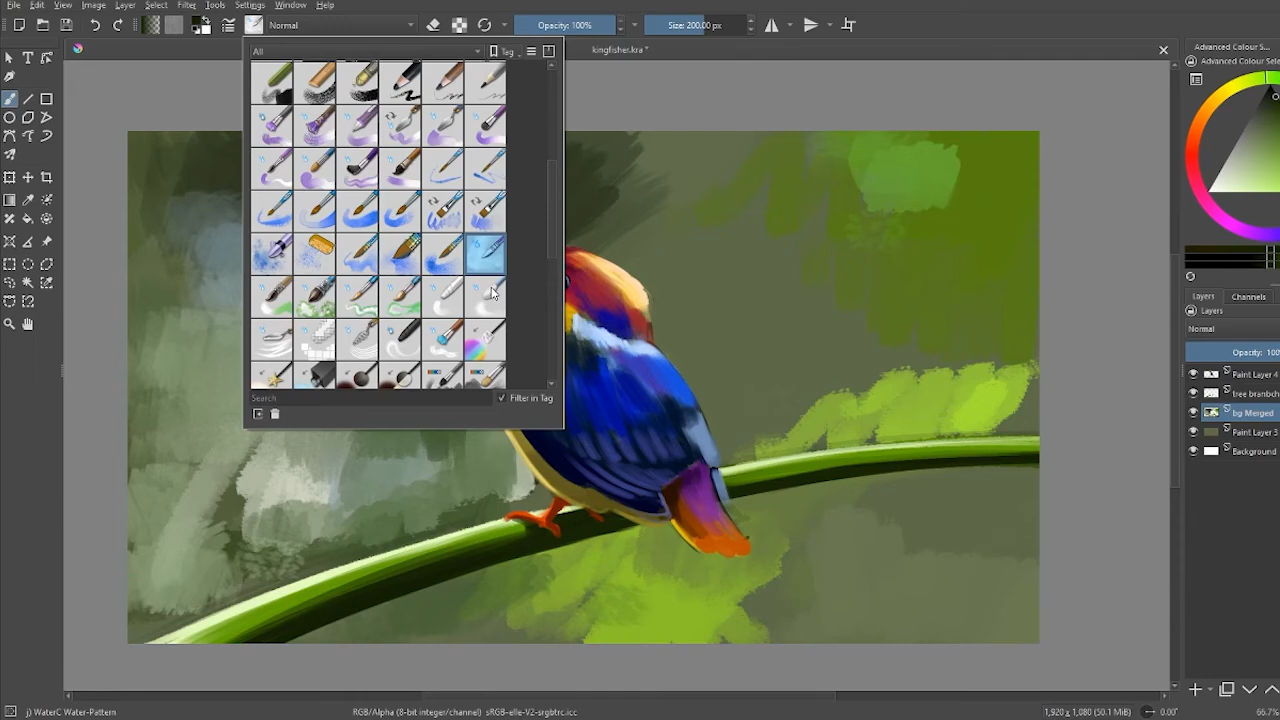 File Edit View Image Layer Select Filter Tools Settings Window Help
Normal Opacity: 100% Size: 200.00 px
kingfisher.kra *
All Tag
Search Filter in Tag
Advanced Colour S...
Advanced Colour Sele
Layers Channels
Layers
Normal
Opacity: 100
Paint Layer 4
tree branbch
bg Merged
Paint Layer 3
Background
j) WaterC Water-Pattern RGB/Alpha (8-bit integer/channel) sRGB-elle-V2-srgbtrc.icc 1,920 x 1,080 (50.1 MiB) 0.00° 66.7%